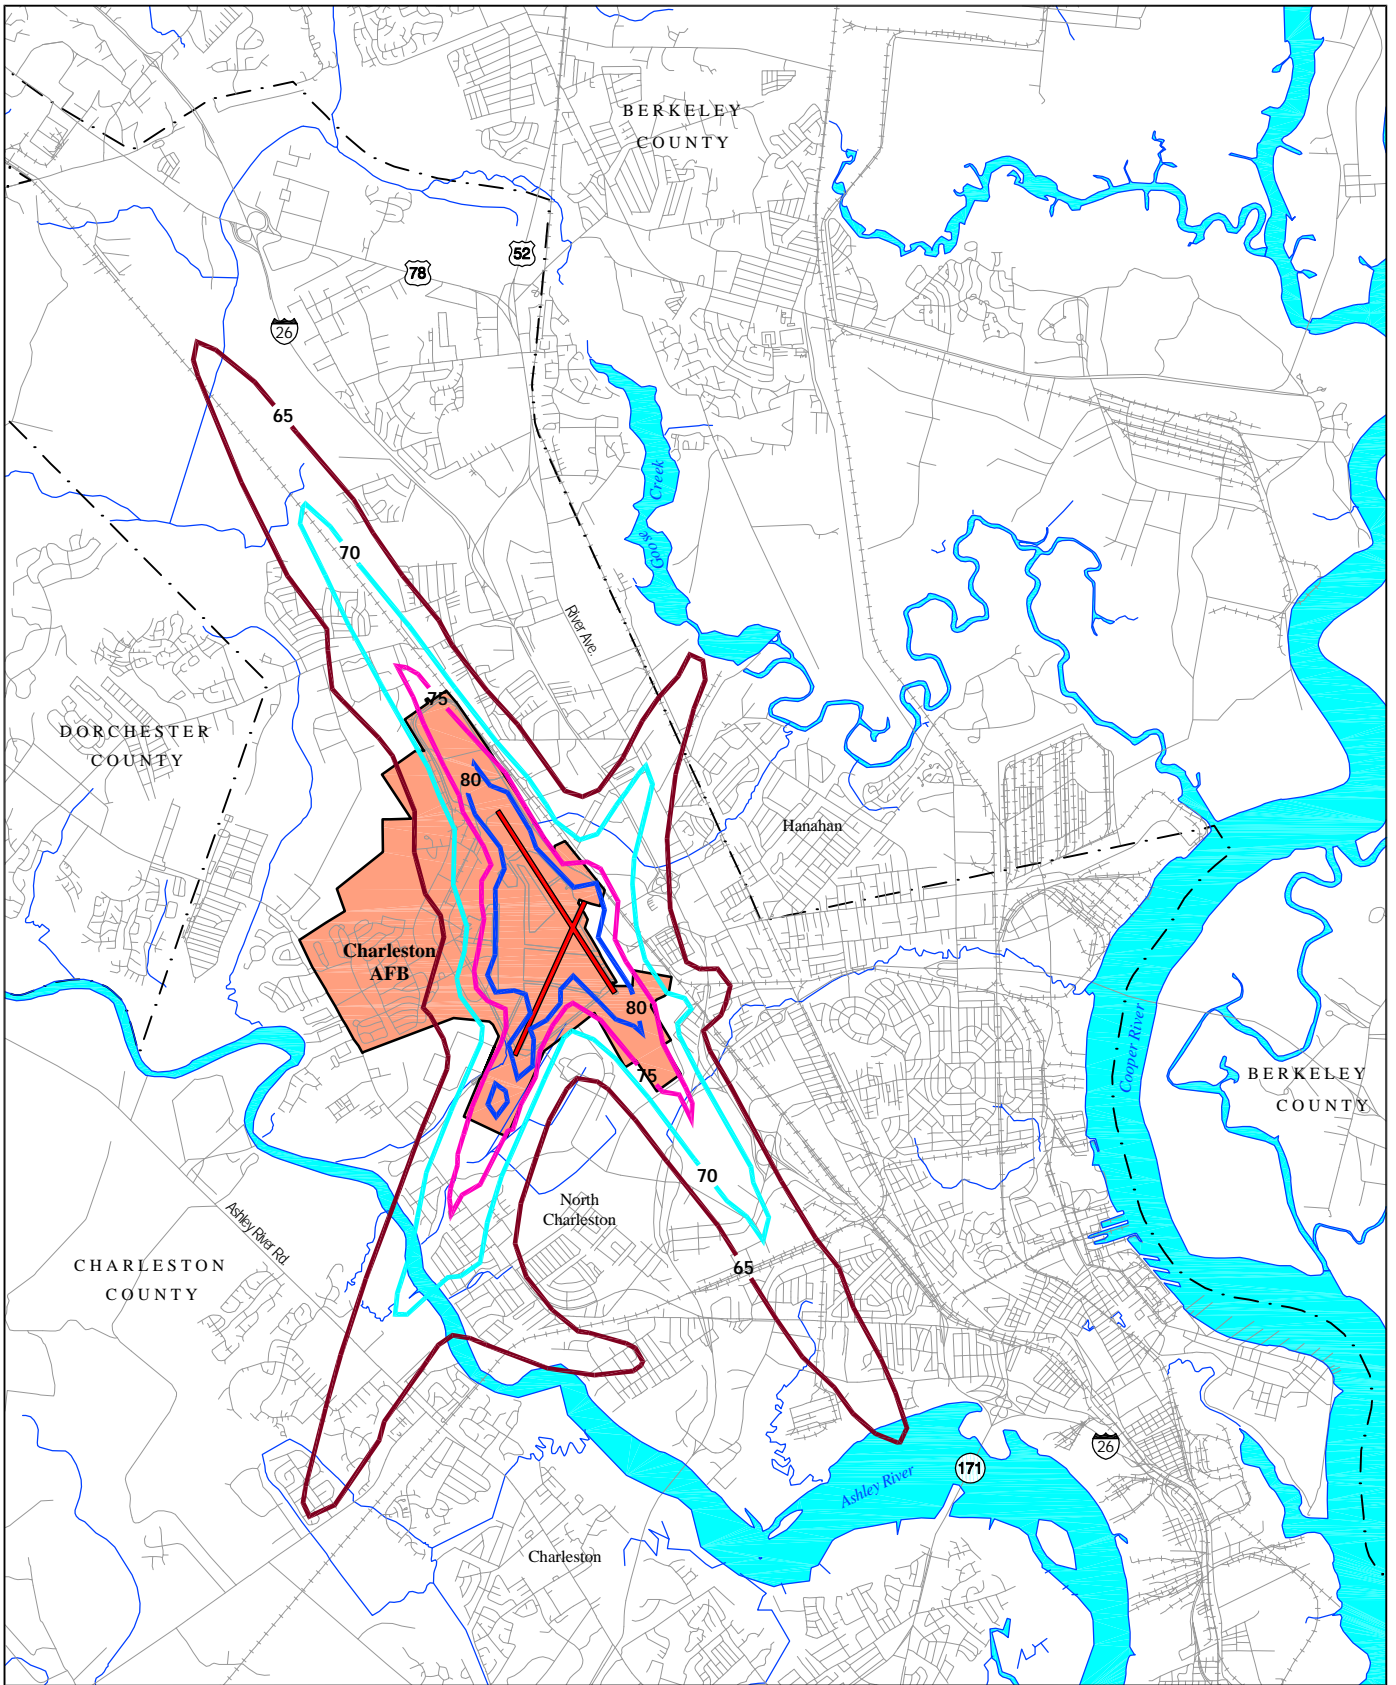 BERKELEY
COUNTY
52
78
26
65
Creek
Goose
70
River Ave.
75
DORCHESTER
COUNTY
80
Hanahan
Charleston
AFB
80
Cooper River
75
BERKELEY
COUNTY
70
North
Charleston
Ashley River Rd.
CHARLESTON
COUNTY
65
26
171
Ashley River
Charleston